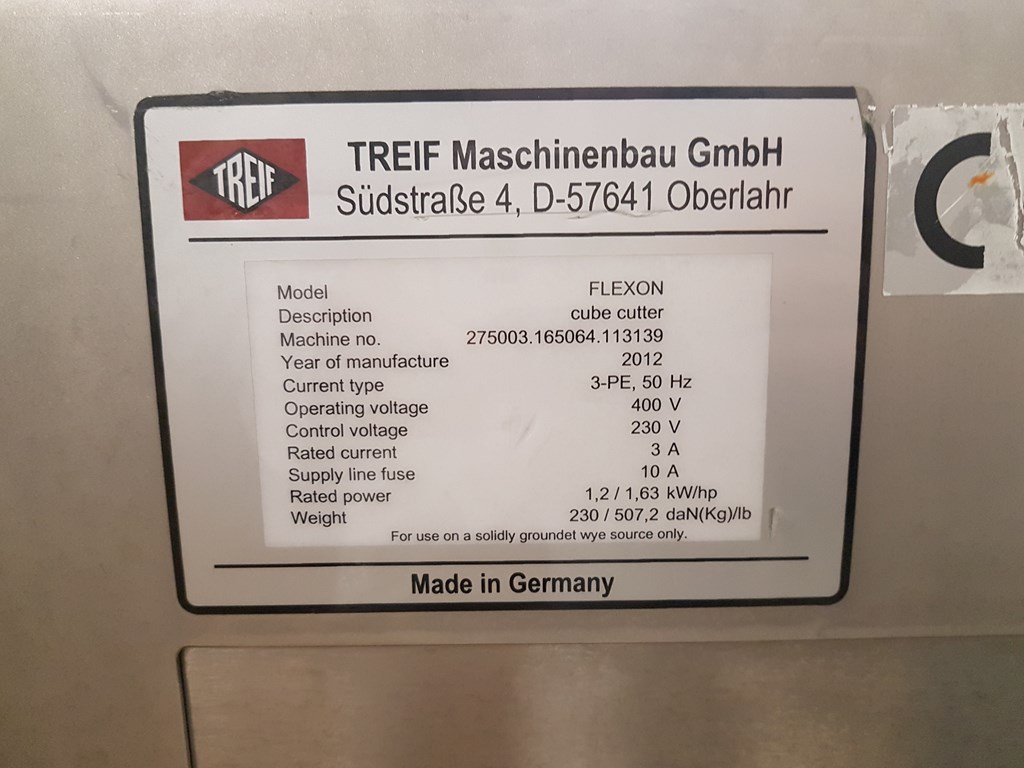 TREIF
TREIF Maschinenbau GmbH
Südstraße 4, D-57641 Oberlahr
Model FLEXON
Description cube cutter
Machine no. 275003.165064.113139
Year of manufacture 2012
Current type 3-PE, 50 Hz
Operating voltage 400 V
Control voltage 230 V
Rated current 3 A
Supply line fuse 10 A
Rated power 1,2 / 1,63 kW/hp
Weight 230 / 507,2 daN(Kg)/lb
For use on a solidly groundet wye source only.
Made in Germany
C